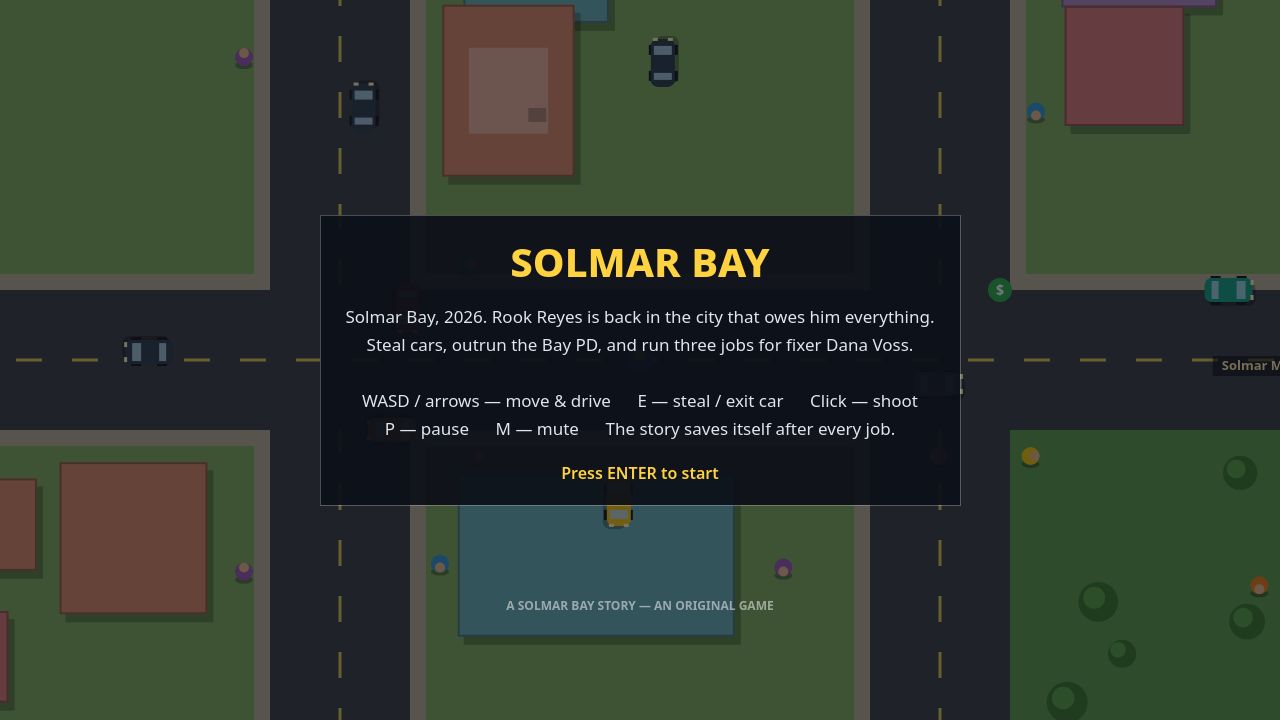 SOLMAR BAY
Solmar Bay, 2026. Rook Reyes is back in the city that owes him everything.
Steal cars, outrun the Bay PD, and run three jobs for fixer Dana Voss.
$
Solmar M
WASD / arrows — move & drive E — steal / exit car Click — shoot
P — pause M — mute The story saves itself after every job.
Press ENTER to start
A SOLMAR BAY STORY — AN ORIGINAL GAME